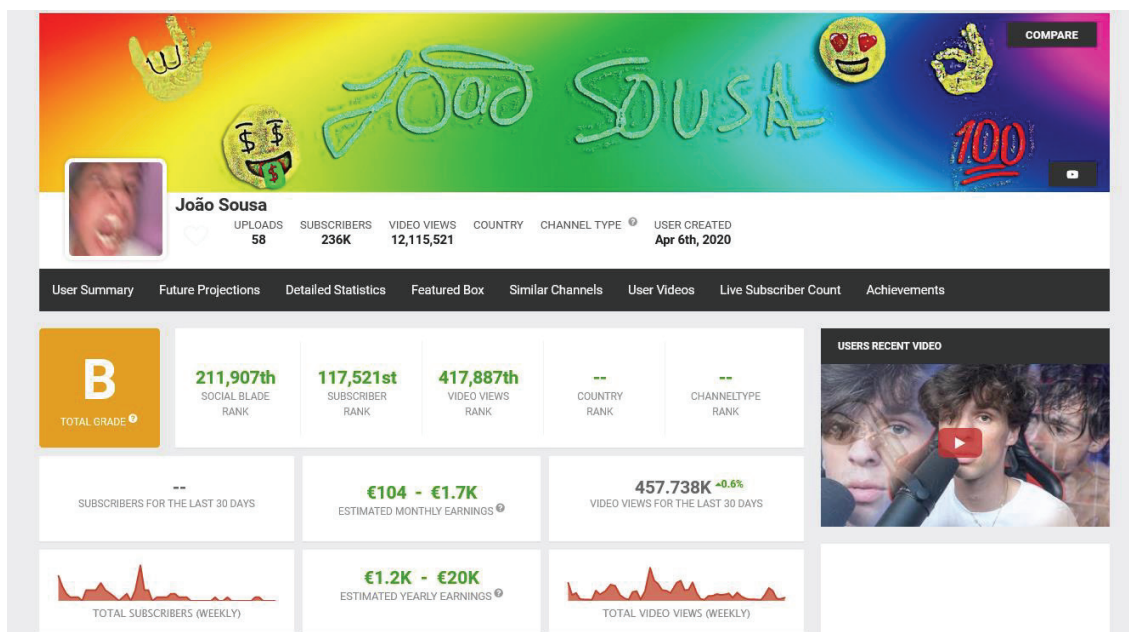 COMPARE
João Sousa
100
João Sousa
UPLOADS SUBSCRIBERS VIDEO VIEWS COUNTRY CHANNEL TYPE ? USER CREATED
58 236K 12,115,521 Apr 6th, 2020
User Summary Future Projections Detailed Statistics Featured Box Similar Channels User Videos Live Subscriber Count Achievements
B
TOTAL GRADE ?
211,907th 117,521st 417,887th -- --
SOCIAL BLADE SUBSCRIBER VIDEO VIEWS COUNTRY CHANNELTYPE
RANK RANK RANK RANK RANK
USERS RECENT VIDEO
-- €104 - €1.7K 457.738K 0.6%
SUBSCRIBERS FOR THE LAST 30 DAYS ESTIMATED MONTHLY EARNINGS ? VIDEO VIEWS FOR THE LAST 30 DAYS
€1.2K - €20K
TOTAL SUBSCRIBERS (WEEKLY) ESTIMATED YEARLY EARNINGS ? TOTAL VIDEO VIEWS (WEEKLY)